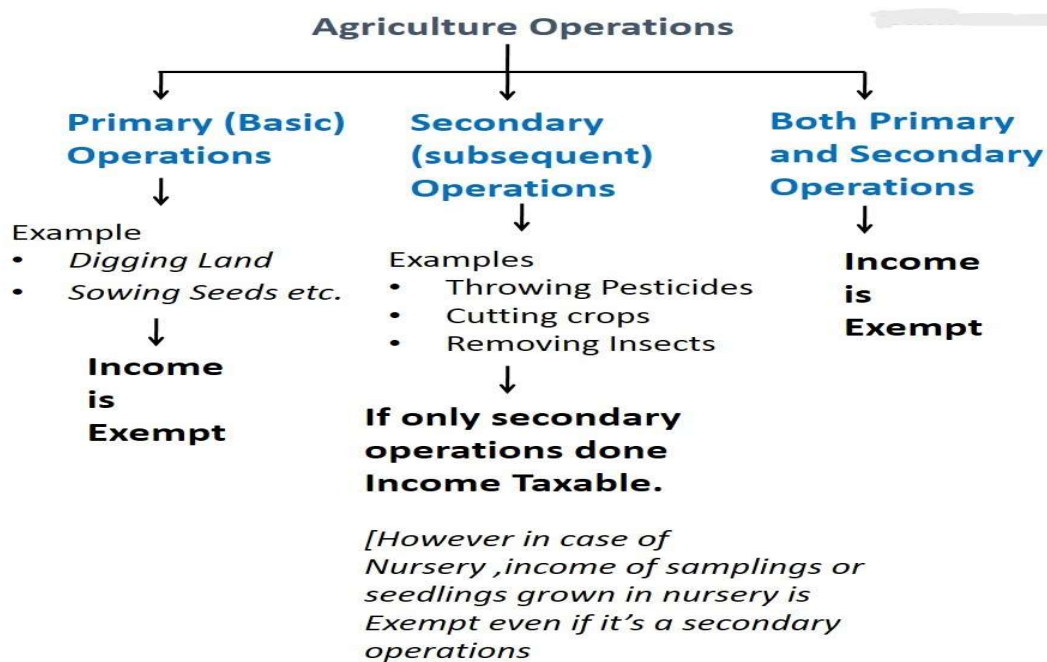 Agriculture Operations
Primary (Basic)
Operations
Example
• Digging Land
• Sowing Seeds etc.
Income
is
Exempt
Secondary
(subsequent)
Operations
Examples
• Throwing Pesticides
• Cutting crops
• Removing Insects
If only secondary
operations done
Income Taxable.
[However in case of
Nursery ,income of samplings or
seedlings grown in nursery is
Exempt even if it's a secondary
operations
Both Primary
and Secondary
Operations
Income
is
Exempt